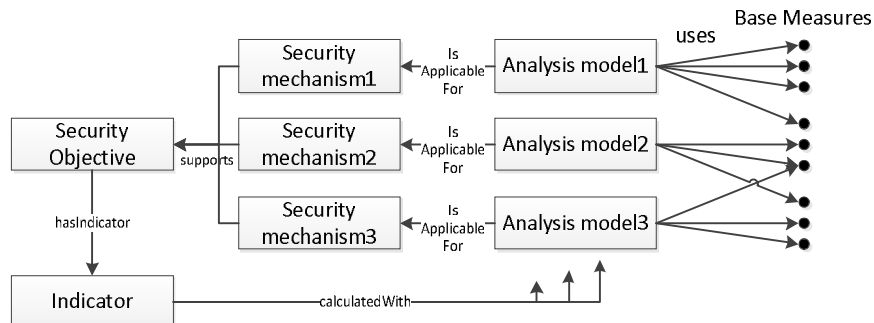 Base Measures
uses
Security
mechanism1
Is
Applicable
For
Analysis model1
Security
Objective
supports
Security
mechanism2
Is
Applicable
For
Analysis model2
hasIndicator
Security
mechanism3
Is
Applicable
For
Analysis model3
Indicator
calculatedWith